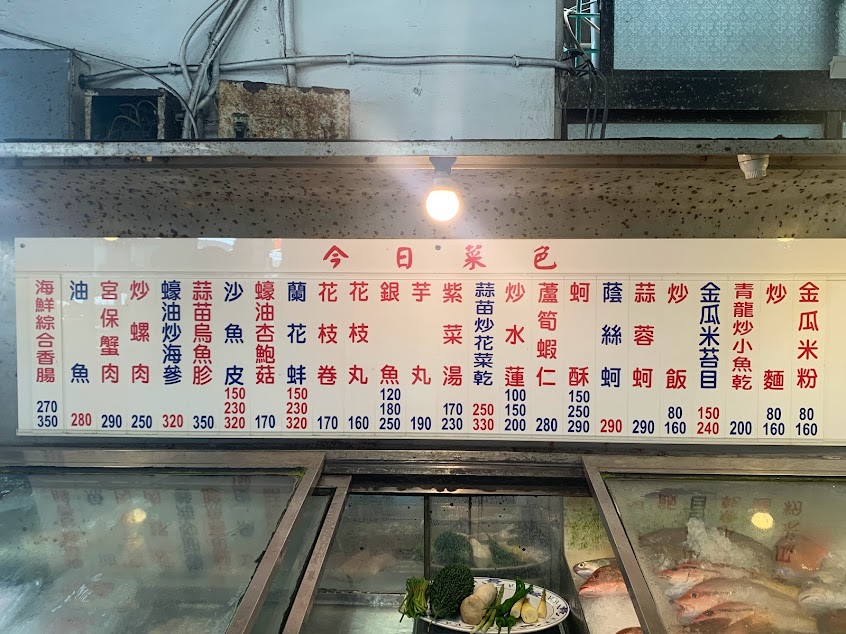 今日菜色
金瓜米粉
80
160
炒麵
80
160
青龍炒小魚乾
200
金瓜米苔目
150
240
炒飯
80
160
蒜蓉蚵
290
蔭絲蚵
290
蚵酥
150
250
290
蘆筍蝦仁
280
炒水蓮
100
150
200
蒜苗炒花菜乾
250
330
紫菜湯
170
230
芋丸
190
銀魚
120
180
250
花枝丸
160
花枝卷
170
蘭花蚌
150
230
320
蠔油杏鮑菇
170
沙魚皮
150
230
320
蒜苗烏魚胗
350
蠔油炒海參
320
炒螺肉
250
宮保蟹肉
290
油魚
280
海鮮綜合香腸
270
350